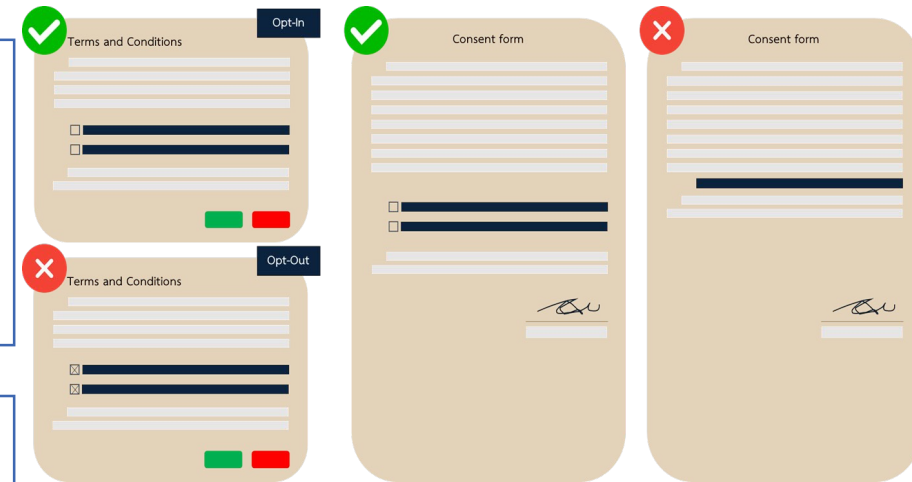 Opt-In
Terms and Conditions
Opt-Out
Terms and Conditions
Consent form
Consent form